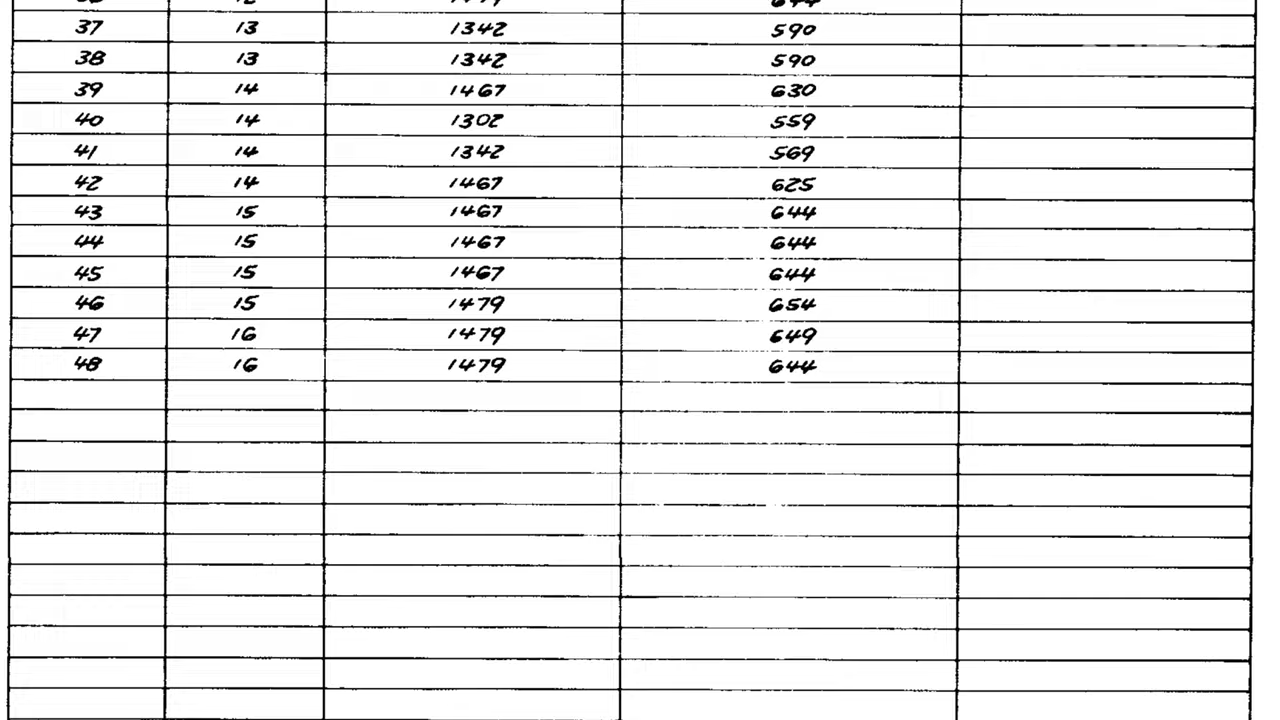 37 13 1342 590
38 13 1342 590
39 14 1467 630
40 14 1302 559
41 14 1342 569
42 14 1467 625
43 15 1467 644
44 15 1467 644
45 15 1467 644
46 15 1479 654
47 16 1479 649
48 16 1479 644